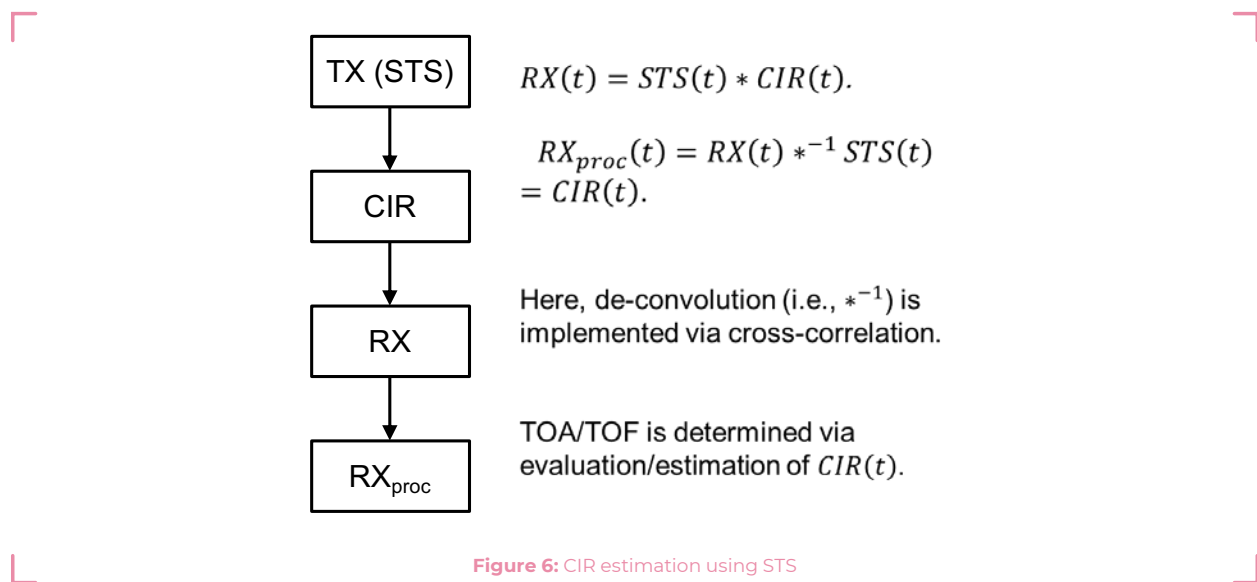 TX (STS)
CIR
RX
RXproc
RX(t) = STS(t) ∗ CIR(t).
RXproc(t) = RX(t) ∗⁻¹ STS(t)
= CIR(t).
Here, de-convolution (i.e., ∗⁻¹) is
implemented via cross-correlation.
TOA/TOF is determined via
evaluation/estimation of CIR(t).
Figure 6: CIR estimation using STS